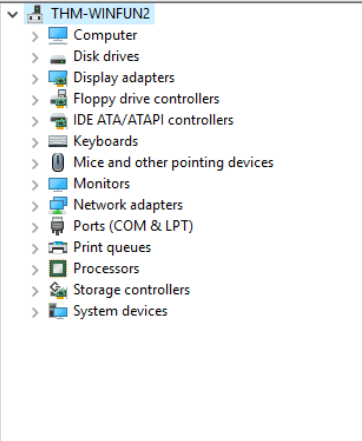 THM-WINFUN2
Computer
Disk drives
Display adapters
Floppy drive controllers
IDE ATA/ATAPI controllers
Keyboards
Mice and other pointing devices
Monitors
Network adapters
Ports (COM & LPT)
Print queues
Processors
Storage controllers
System devices